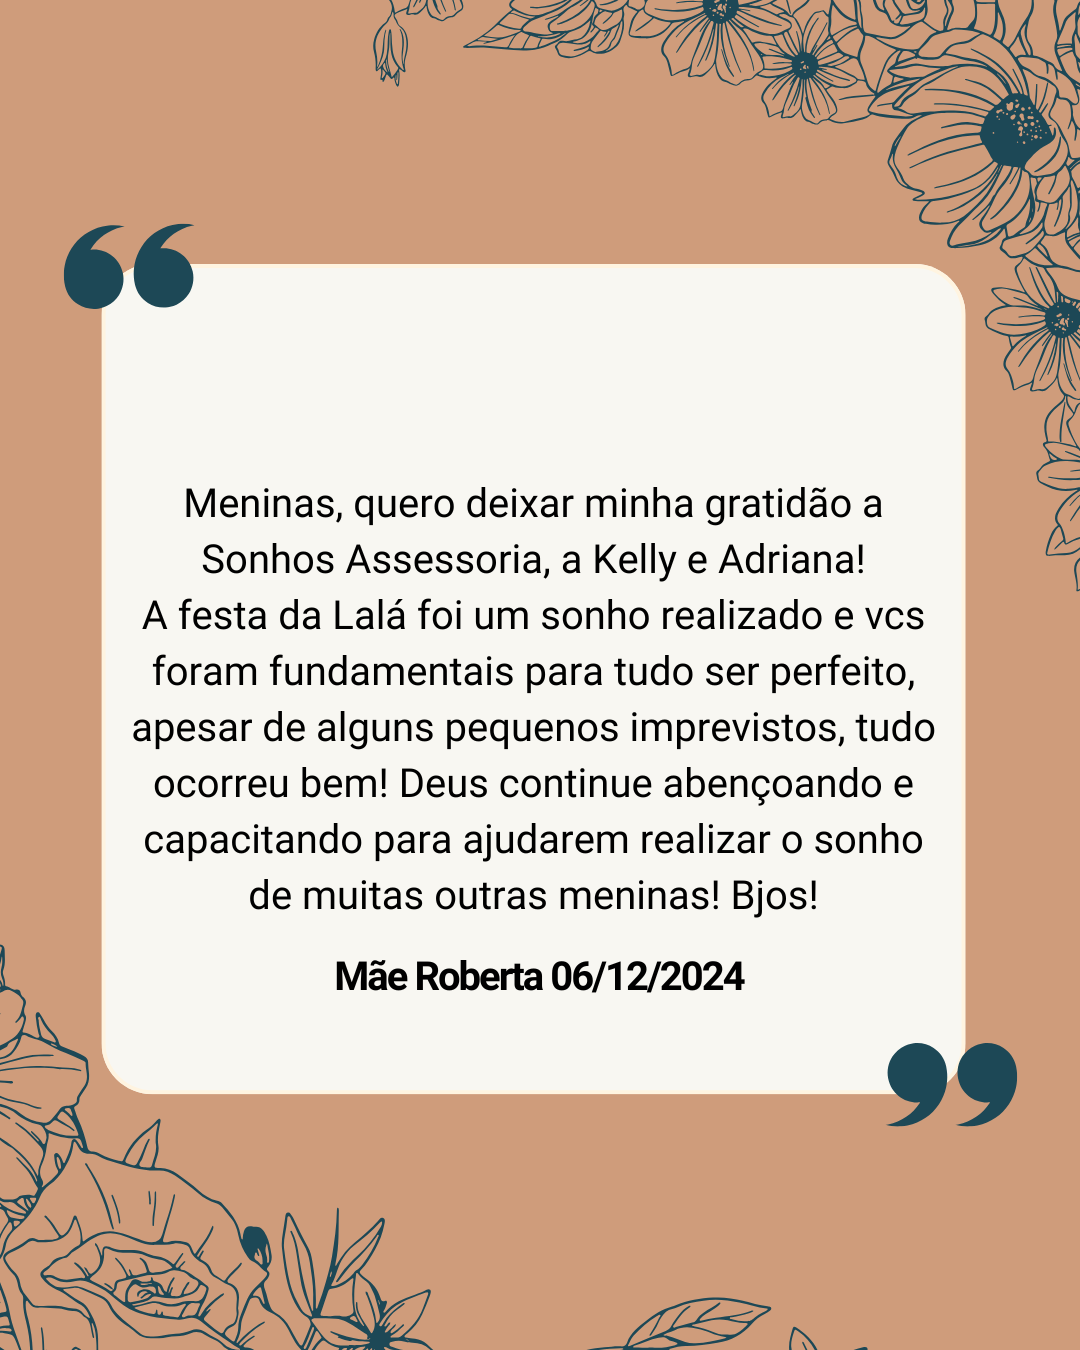 Meninas, quero deixar minha gratidão a
Sonhos Assessoria, a Kelly e Adriana!
A festa da Lalá foi um sonho realizado e vcs
foram fundamentais para tudo ser perfeito,
apesar de alguns pequenos imprevistos, tudo
ocorreu bem! Deus continue abençoando e
capacitando para ajudarem realizar o sonho
de muitas outras meninas! Bjos!
Mãe Roberta 06/12/2024